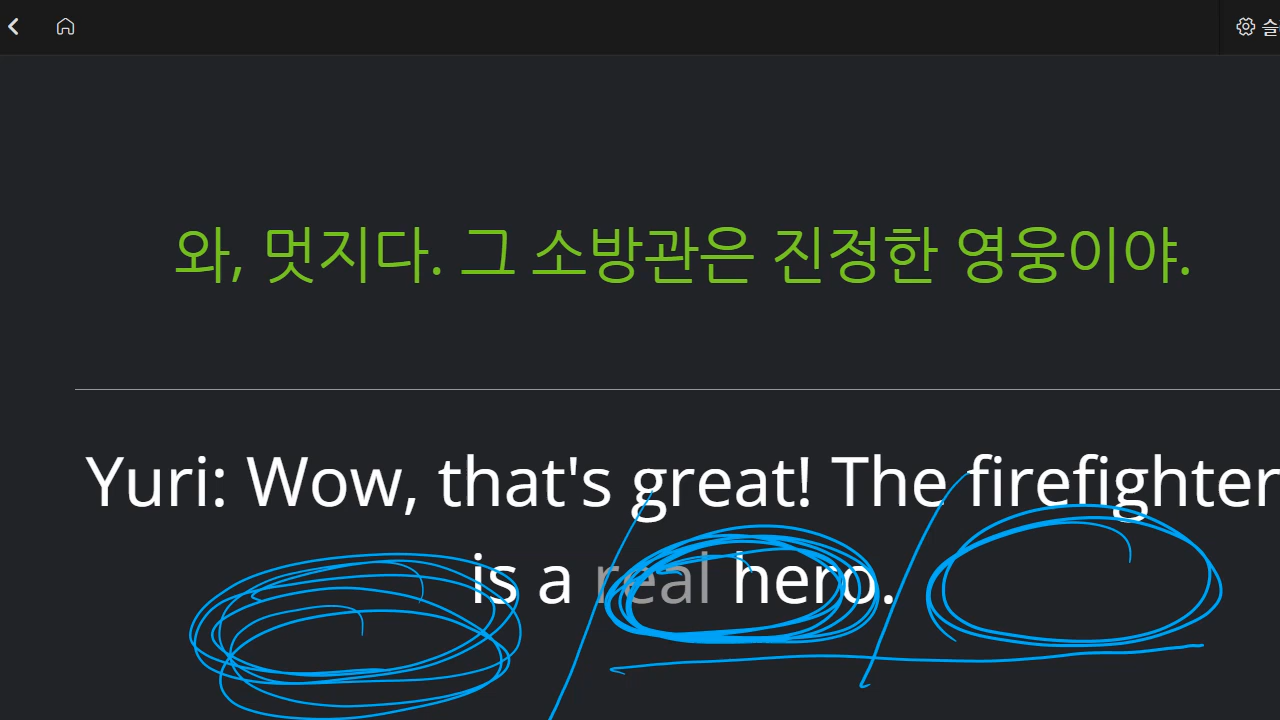 슬
와, 멋지다. 그 소방관은 진정한 영웅이야.
Yuri: Wow, that's great! The firefighter
is a real hero.